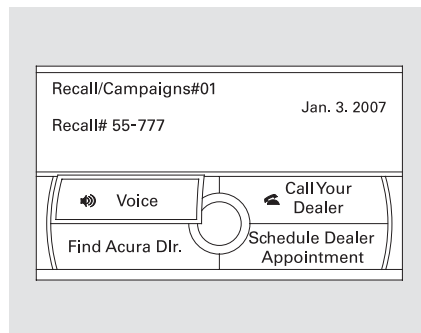 Recall/Campaigns#01
Jan. 3. 2007
Recall# 55-777
Voice
Call Your
Dealer
Find Acura Dlr.
Schedule Dealer
Appointment